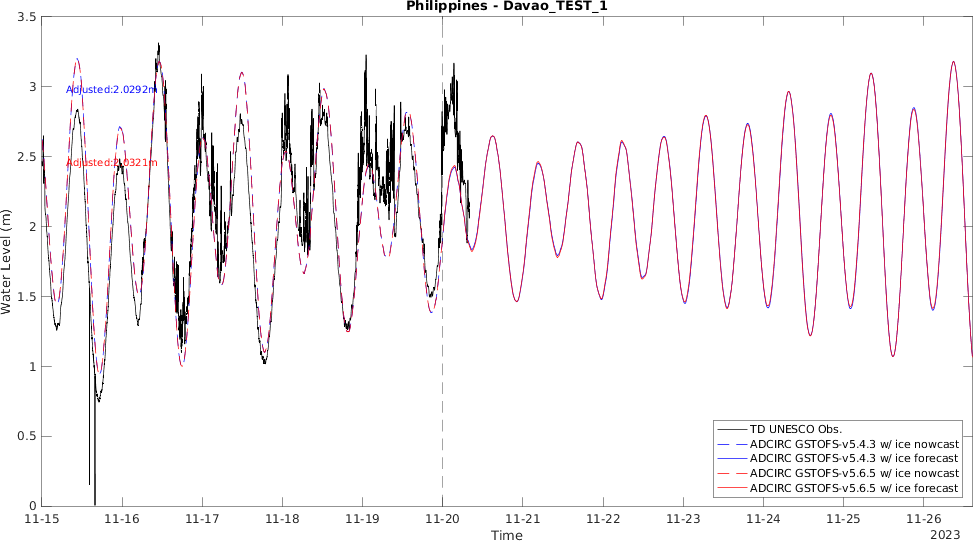 Philippines - Davao_TEST_1
3.5
3
2.5
2
1.5
1
0.5
0
Water Level (m)
Adjusted:2.0292m
Adjusted:2.0321m
TD UNESCO Obs.
ADCIRC GSTOFS-v5.4.3 w/ ice nowcast
ADCIRC GSTOFS-v5.4.3 w/ ice forecast
ADCIRC GSTOFS-v5.6.5 w/ ice nowcast
ADCIRC GSTOFS-v5.6.5 w/ ice forecast
11-15 11-16 11-17 11-18 11-19 11-20 11-21 11-22 11-23 11-24 11-25 11-26
Time
2023